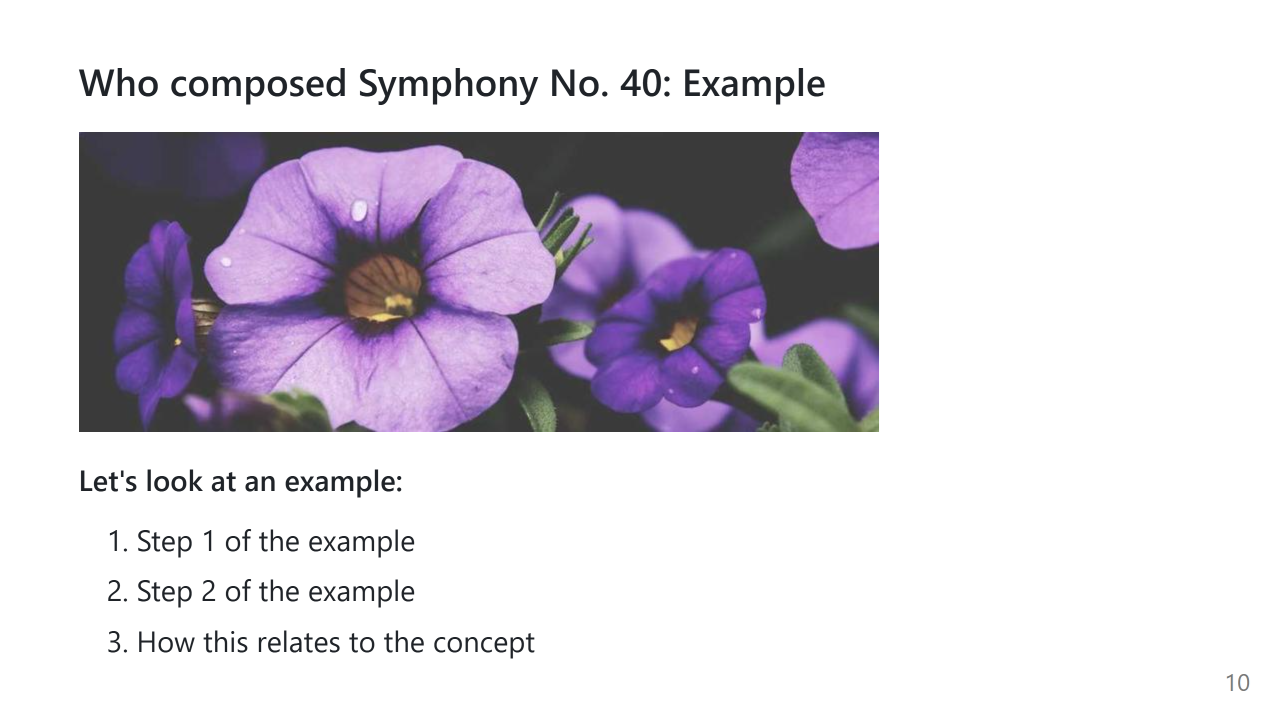 Who composed Symphony No. 40: Example
Let's look at an example:
1. Step 1 of the example
2. Step 2 of the example
3. How this relates to the concept
10